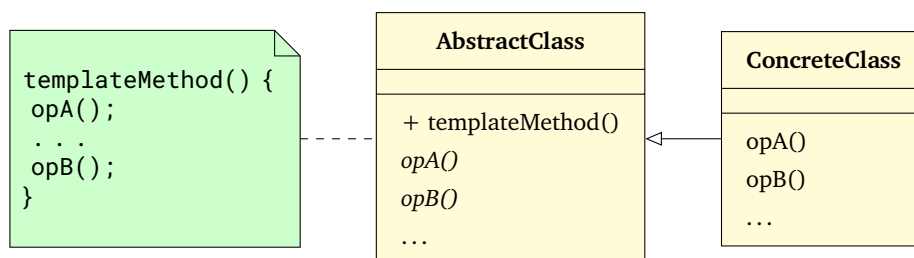 templateMethod() {
opA();
...
opB();
}
AbstractClass
+ templateMethod()
opA()
opB()
...
ConcreteClass
opA()
opB()
...